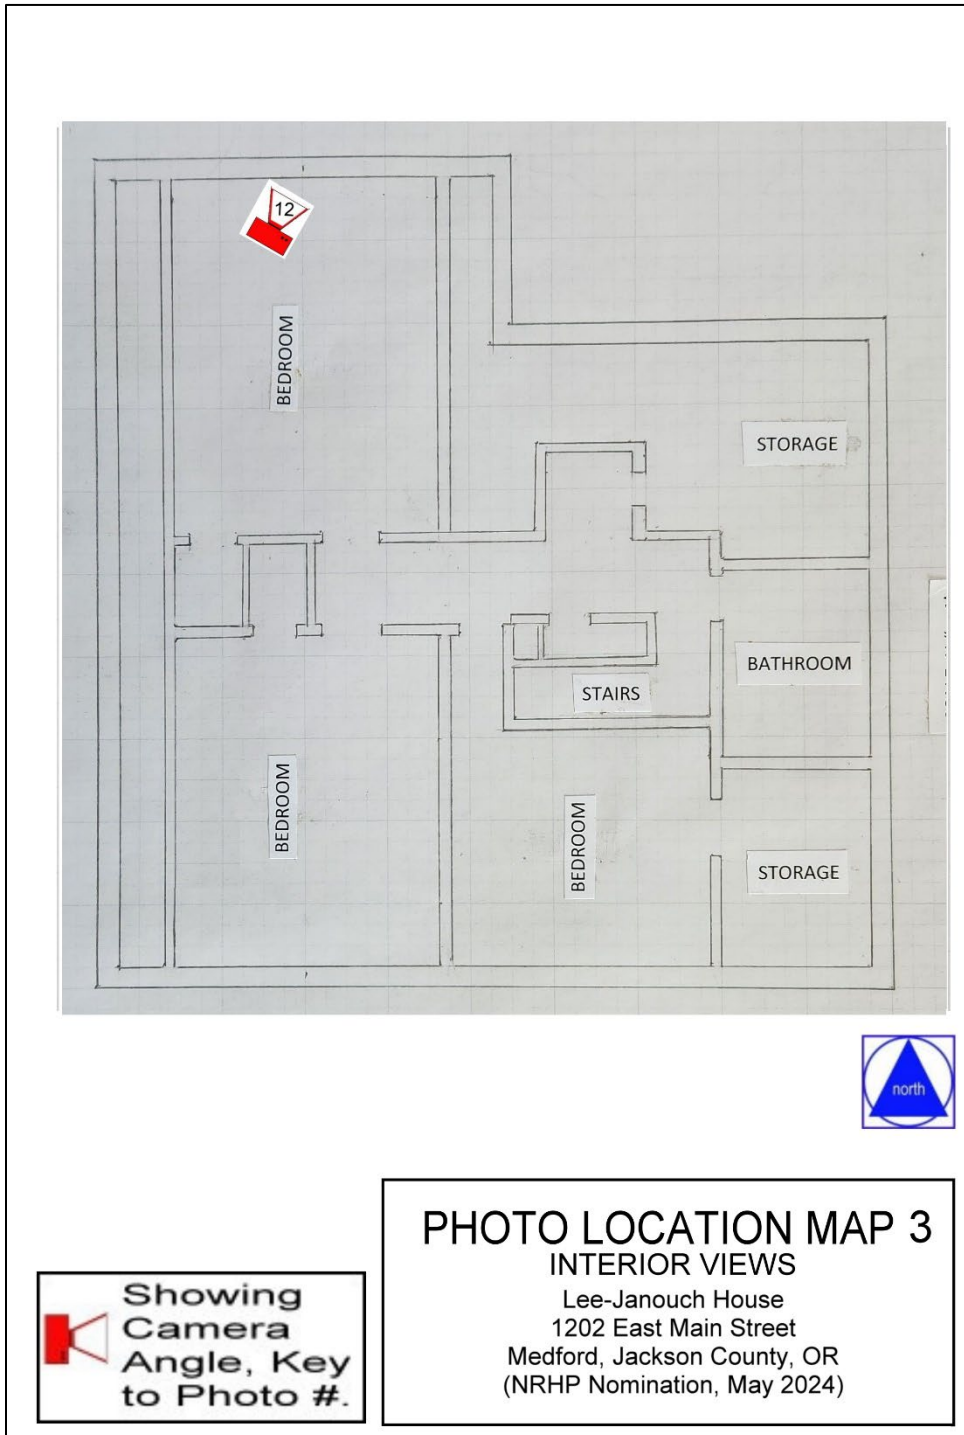 12
BEDROOM
STORAGE
BATHROOM
STAIRS
BEDROOM
BEDROOM
STORAGE
north
PHOTO LOCATION MAP 3
INTERIOR VIEWS
Lee-Janouch House
1202 East Main Street
Medford, Jackson County, OR
(NRHP Nomination, May 2024)
Showing
Camera
Angle, Key
to Photo #.